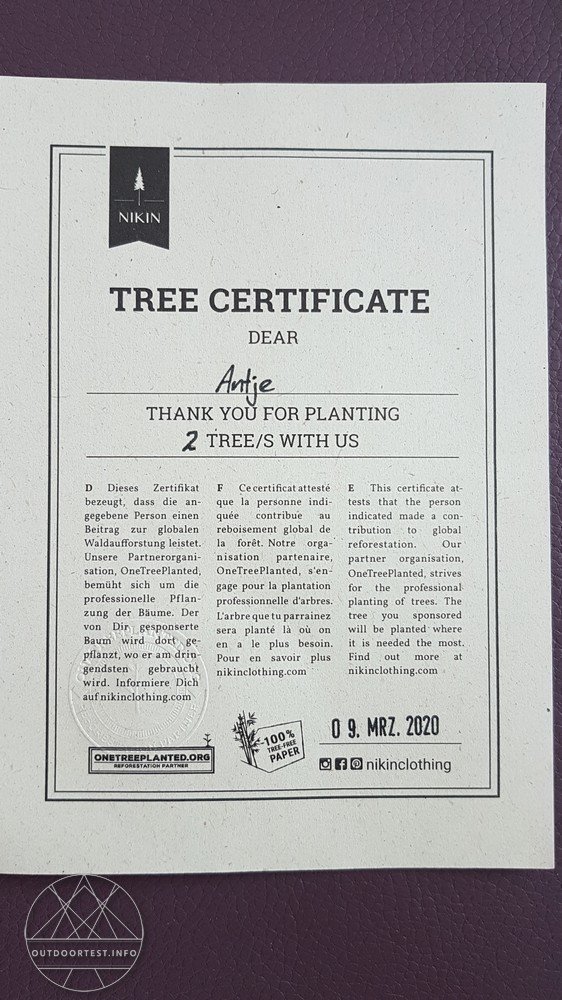 NIKIN
TREE CERTIFICATE
DEAR
Antje
THANK YOU FOR PLANTING
2 TREE/S WITH US
D Dieses Zertifikat
bezeugt, dass die an-
gegebene Person einen
Beitrag zur globalen
Waldaufforstung leistet.
Unsere Partnerorgani-
sation, OneTreePlanted,
bemüht sich um die
professionelle Pflan-
zung der Bäume. Der
von Dir gesponserte
Baum wird dort ge-
pflanzt, wo er am drin-
gendsten gebraucht
wird. Informiere Dich
auf nikinclothing.com
F Ce certificat attesté
que la personne indi-
quée contribue au
reboisement global de
la forêt. Notre orga-
nisation partenaire,
OneTreePlanted, s'en-
gage pour la plantation
professionnelle d'arbres.
L'arbre que tu parrainez
sera planté là où on
en a le plus besoin.
Pour en savoir plus
nikinclothing.com
E This certificate at-
tests that the person
indicated made a con-
tribution to global
reforestation. Our
partner organisation,
OneTreePlanted, strives
for the professional
planting of trees. The
tree you sponsored
will be planted where
it is needed the most.
Find out more at
nikinclothing.com
ONETREEPLANTED.ORG
REFORESTATION PARTNER
100%
TREE-FREE
PAPER
09. MRZ. 2020
nikinclothing
OUTDOORTEST.INFO